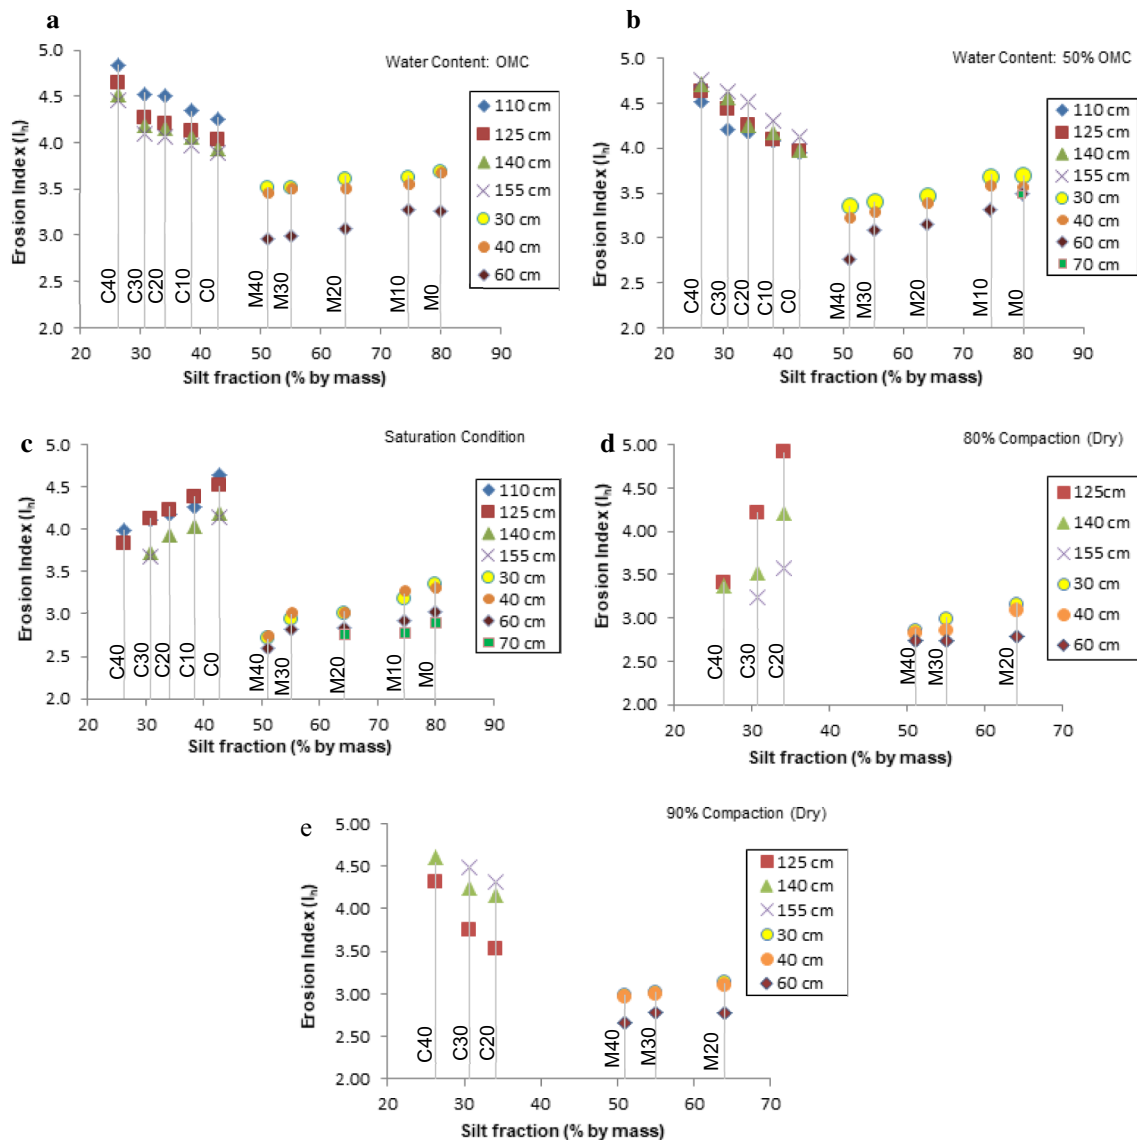 a
Water Content: OMC
Erosion Index (Ih)
5.0
4.5
4.0
3.5
3.0
2.5
2.0
110 cm
125 cm
140 cm
155 cm
30 cm
40 cm
60 cm
C40
C30
C20
C10
C0
M40
M30
M20
M10
M0
20 30 40 50 60 70 80 90
Silt fraction (% by mass)
b
Water Content: 50% OMC
Erosion Index (Ih)
5.0
4.5
4.0
3.5
3.0
2.5
2.0
110 cm
125 cm
140 cm
155 cm
30 cm
40 cm
60 cm
70 cm
C40
C30
C20
C10
C0
M40
M30
M20
M10
M0
20 30 40 50 60 70 80 90
Silt fraction (% by mass)
c
Saturation Condition
Erosion Index (Ih)
5.0
4.5
4.0
3.5
3.0
2.5
2.0
110 cm
125 cm
140 cm
155 cm
30 cm
40 cm
60 cm
70 cm
C40
C30
C20
C10
C0
M40
M30
M20
M10
M0
20 30 40 50 60 70 80 90
Silt fraction (% by mass)
d
80% Compaction (Dry)
Erosion Index (Ih)
5.00
4.50
4.00
3.50
3.00
2.50
2.00
125cm
140 cm
155 cm
30 cm
40 cm
60 cm
C40
C30
C20
M40
M30
M20
20 30 40 50 60 70
Silt fraction (% by mass)
e
90% Compaction (Dry)
Erosion Index (Ih)
5.00
4.50
4.00
3.50
3.00
2.50
2.00
125 cm
140 cm
155 cm
30 cm
40 cm
60 cm
C40
C30
C20
M40
M30
M20
20 30 40 50 60 70
Silt fraction (% by mass)